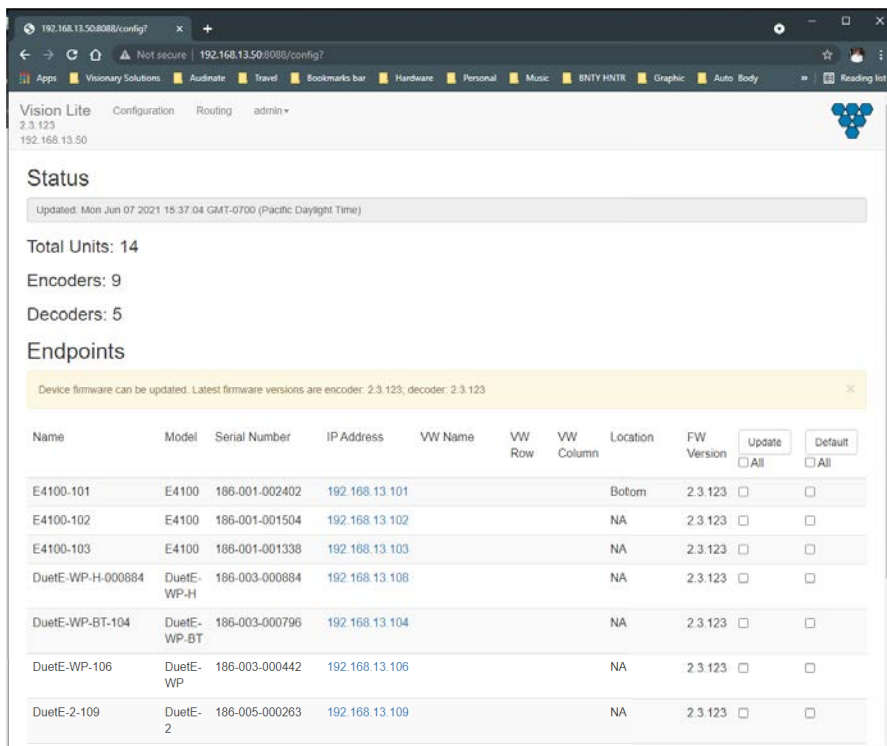 192.168.13.50:8088/config?
Not secure | 192.168.13.50:8088/config?
Apps Visionary Solutions Audinate Travel Bookmarks bar Hardware Personal Music BNTY HNTR Graphic Auto Body » Reading list
Vision Lite Configuration Routing admin
2.3.123
192.168.13.50
Status
Updated: Mon Jun 07 2021 15:37:04 GMT-0700 (Pacific Daylight Time)
Total Units: 14
Encoders: 9
Decoders: 5
Endpoints
Device firmware can be updated. Latest firmware versions are encoder: 2.3.123; decoder: 2.3.123
Name Model Serial Number IP Address VW Name VW Row VW Column Location FW Version Update All Default All
E4100-101 E4100 186-001-002402 192.168.13.101 Bottom 2.3.123
E4100-102 E4100 186-001-001504 192.168.13.102 NA 2.3.123
E4100-103 E4100 186-001-001338 192.168.13.103 NA 2.3.123
DuetE-WP-H-000884 DuetE-WP-H 186-003-000884 192.168.13.108 NA 2.3.123
DuetE-WP-BT-104 DuetE-WP-BT 186-003-000796 192.168.13.104 NA 2.3.123
DuetE-WP-106 DuetE-WP 186-003-000442 192.168.13.106 NA 2.3.123
DuetE-2-109 DuetE-2 186-005-000263 192.168.13.109 NA 2.3.123